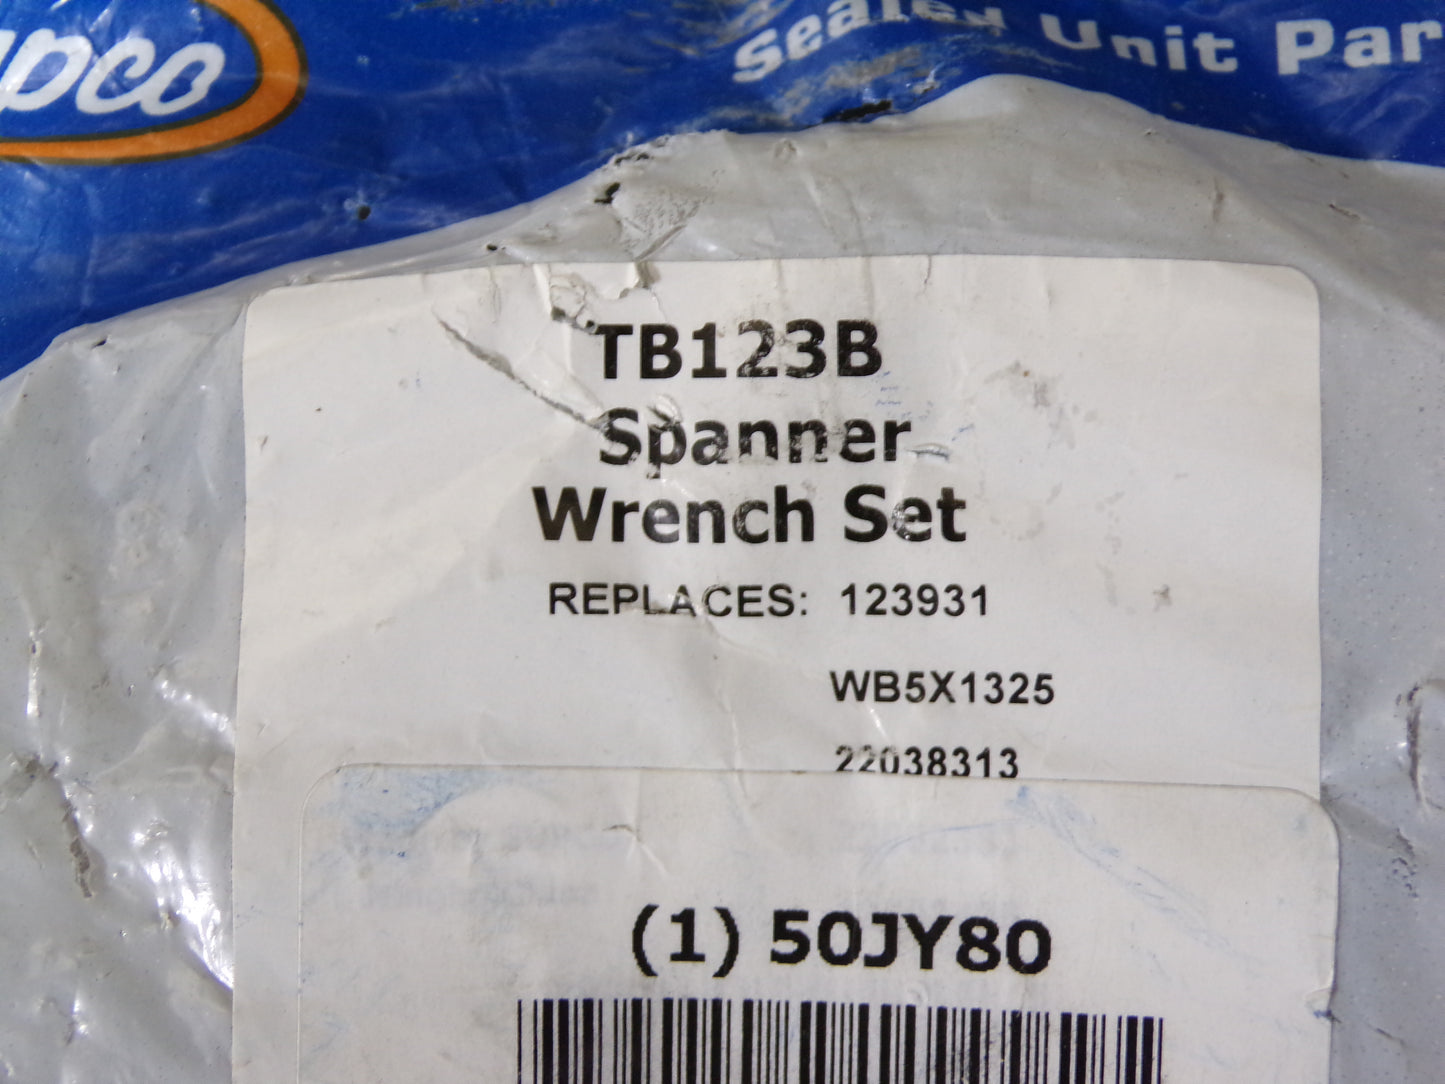 Sealed Unit Par
TB123B
Spanner
Wrench Set
REPLACES: 123931
WB5X1325
22038313
(1) 50JY80